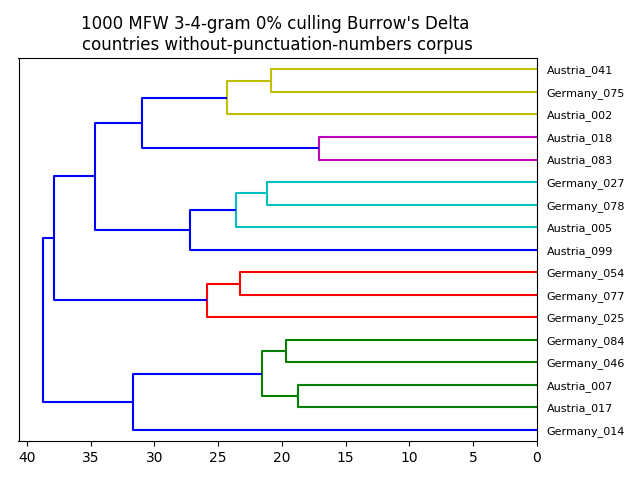 1000 MFW 3-4-gram 0% culling Burrow's Delta
countries without-punctuation-numbers corpus
Austria_041
Germany_075
Austria_002
Austria_018
Austria_083
Germany_027
Germany_078
Austria_005
Austria_099
Germany_054
Germany_077
Germany_025
Germany_084
Germany_046
Austria_007
Austria_017
Germany_014
40 35 30 25 20 15 10 5 0